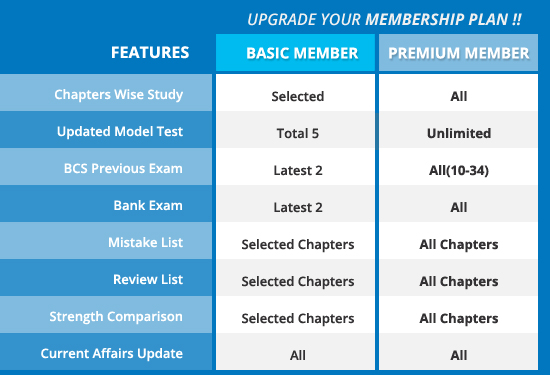 UPGRADE YOUR MEMBERSHIP PLAN !!
FEATURES BASIC MEMBER PREMIUM MEMBER
Chapters Wise Study Selected All
Updated Model Test Total 5 Unlimited
BCS Previous Exam Latest 2 All(10-34)
Bank Exam Latest 2 All
Mistake List Selected Chapters All Chapters
Review List Selected Chapters All Chapters
Strength Comparison Selected Chapters All Chapters
Current Affairs Update All All